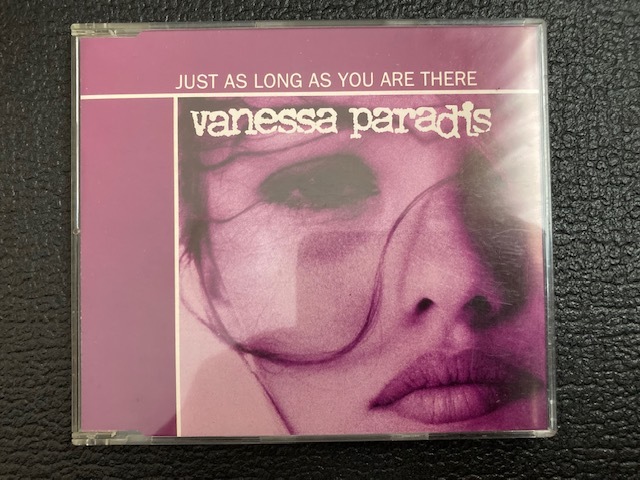 JUST AS LONG AS YOU ARE THERE
vanessa paradis